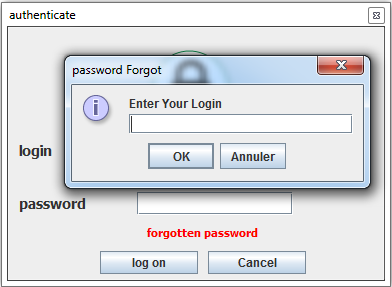 authenticate
password Forgot
Enter Your Login
OK Annuler
login
password
forgotten password
log on Cancel